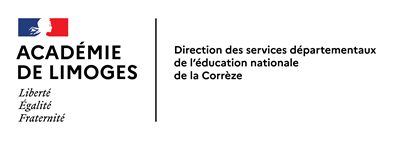 ACADÉMIE
DE LIMOGES
Liberté
Égalité
Fraternité
Direction des services départementaux
de l'éducation nationale
de la Corrèze